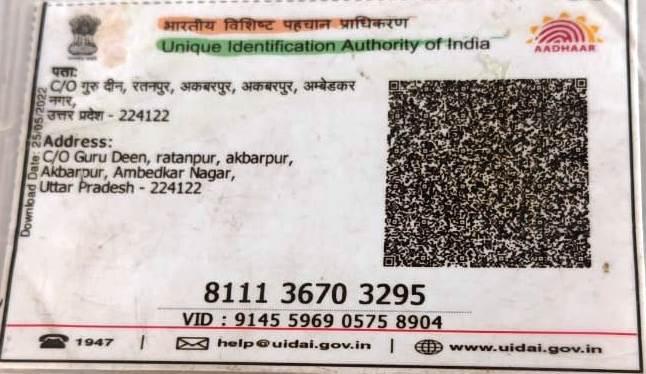 भारतीय विशिष्ट पहचान प्राधिकरण
Unique Identification Authority of India
AADHAAR
पता:
C/O गुरु दीन, रतनपुर, अकबरपुर, अकबरपुर, अम्बेडकर
नगर,
उत्तर प्रदेश - 224122
Address:
C/O Guru Deen, ratanpur, akbarpur,
Akbarpur, Ambedkar Nagar,
Uttar Pradesh - 224122
Download Date: 25/05/2022
8111 3670 3295
VID : 9145 5969 0575 8904
1947 | help@uidai.gov.in | www.uidai.gov.in